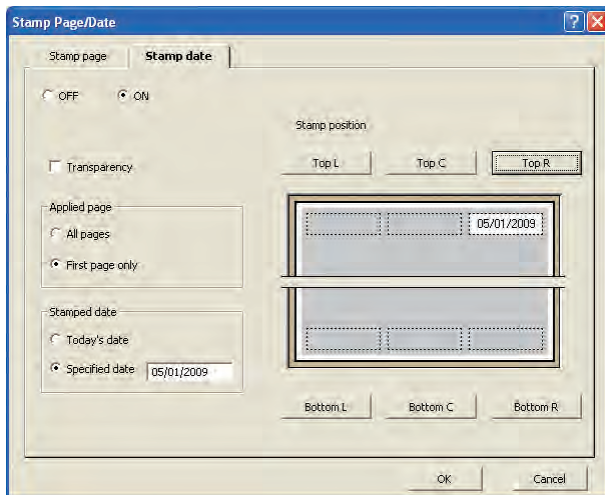 Stamp Page/Date
Stamp page
Stamp date
OFF
ON
Stamp position
Top L
Top C
Top R
Transparency
Applied page
All pages
First page only
05/01/2009
Stamped date
Today's date
Specified date
05/01/2009
Bottom L
Bottom C
Bottom R
OK
Cancel